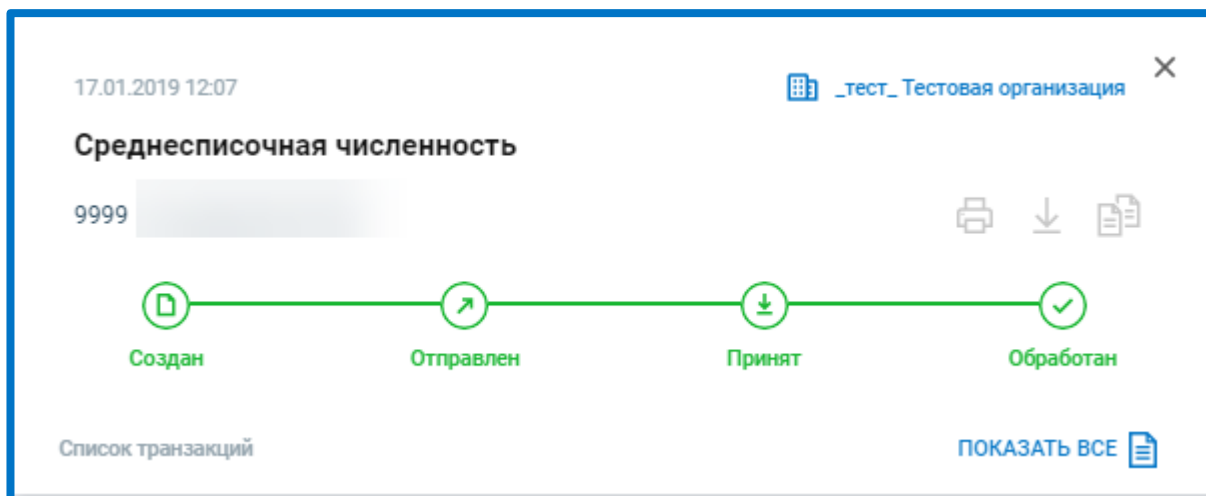 17.01.2019 12:07
_тест_ Тестовая организация
Среднесписочная численность
9999
Создан
Отправлен
Принят
Обработан
Список транзакций
ПОКАЗАТЬ ВСЕ